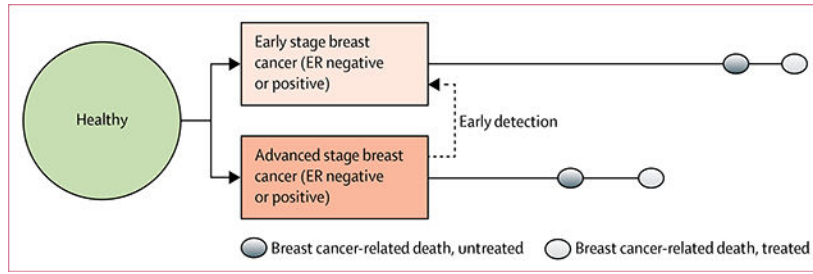 Early stage breast
cancer (ER negative
or positive)
Healthy
Early detection
Advanced stage breast
cancer (ER negative
or positive)
Breast cancer-related death, untreated
Breast cancer-related death, treated